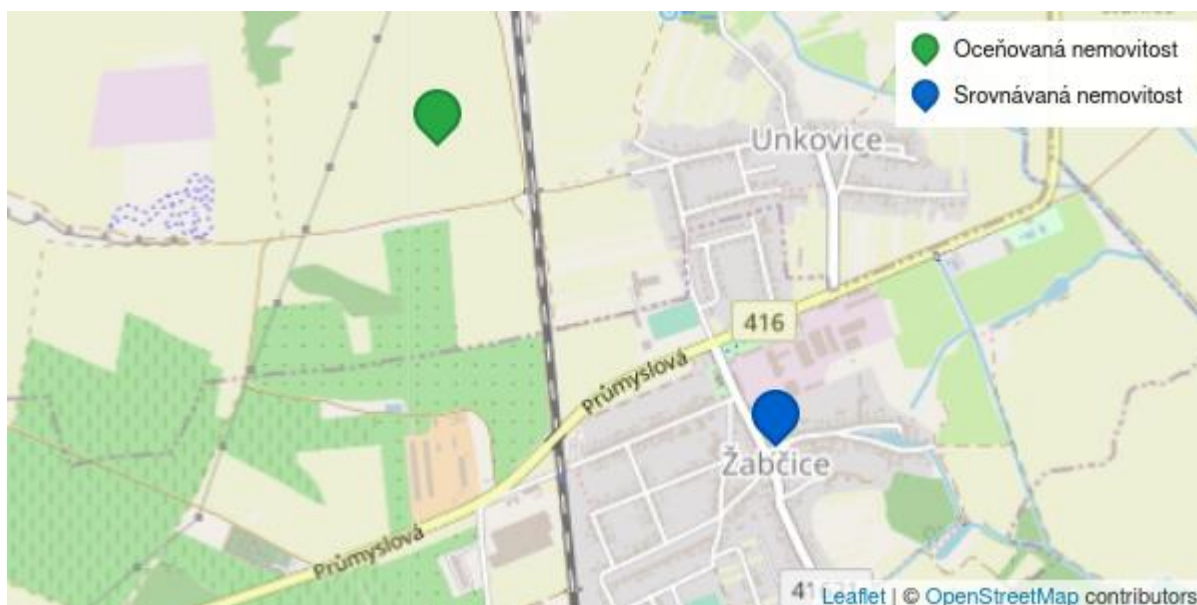 Oceňovaná nemovitost
Srovnávaná nemovitost
Unkovice
416
Průmyslová
Žabčice
Průmyslová
Leaflet | © OpenStreetMap contributors